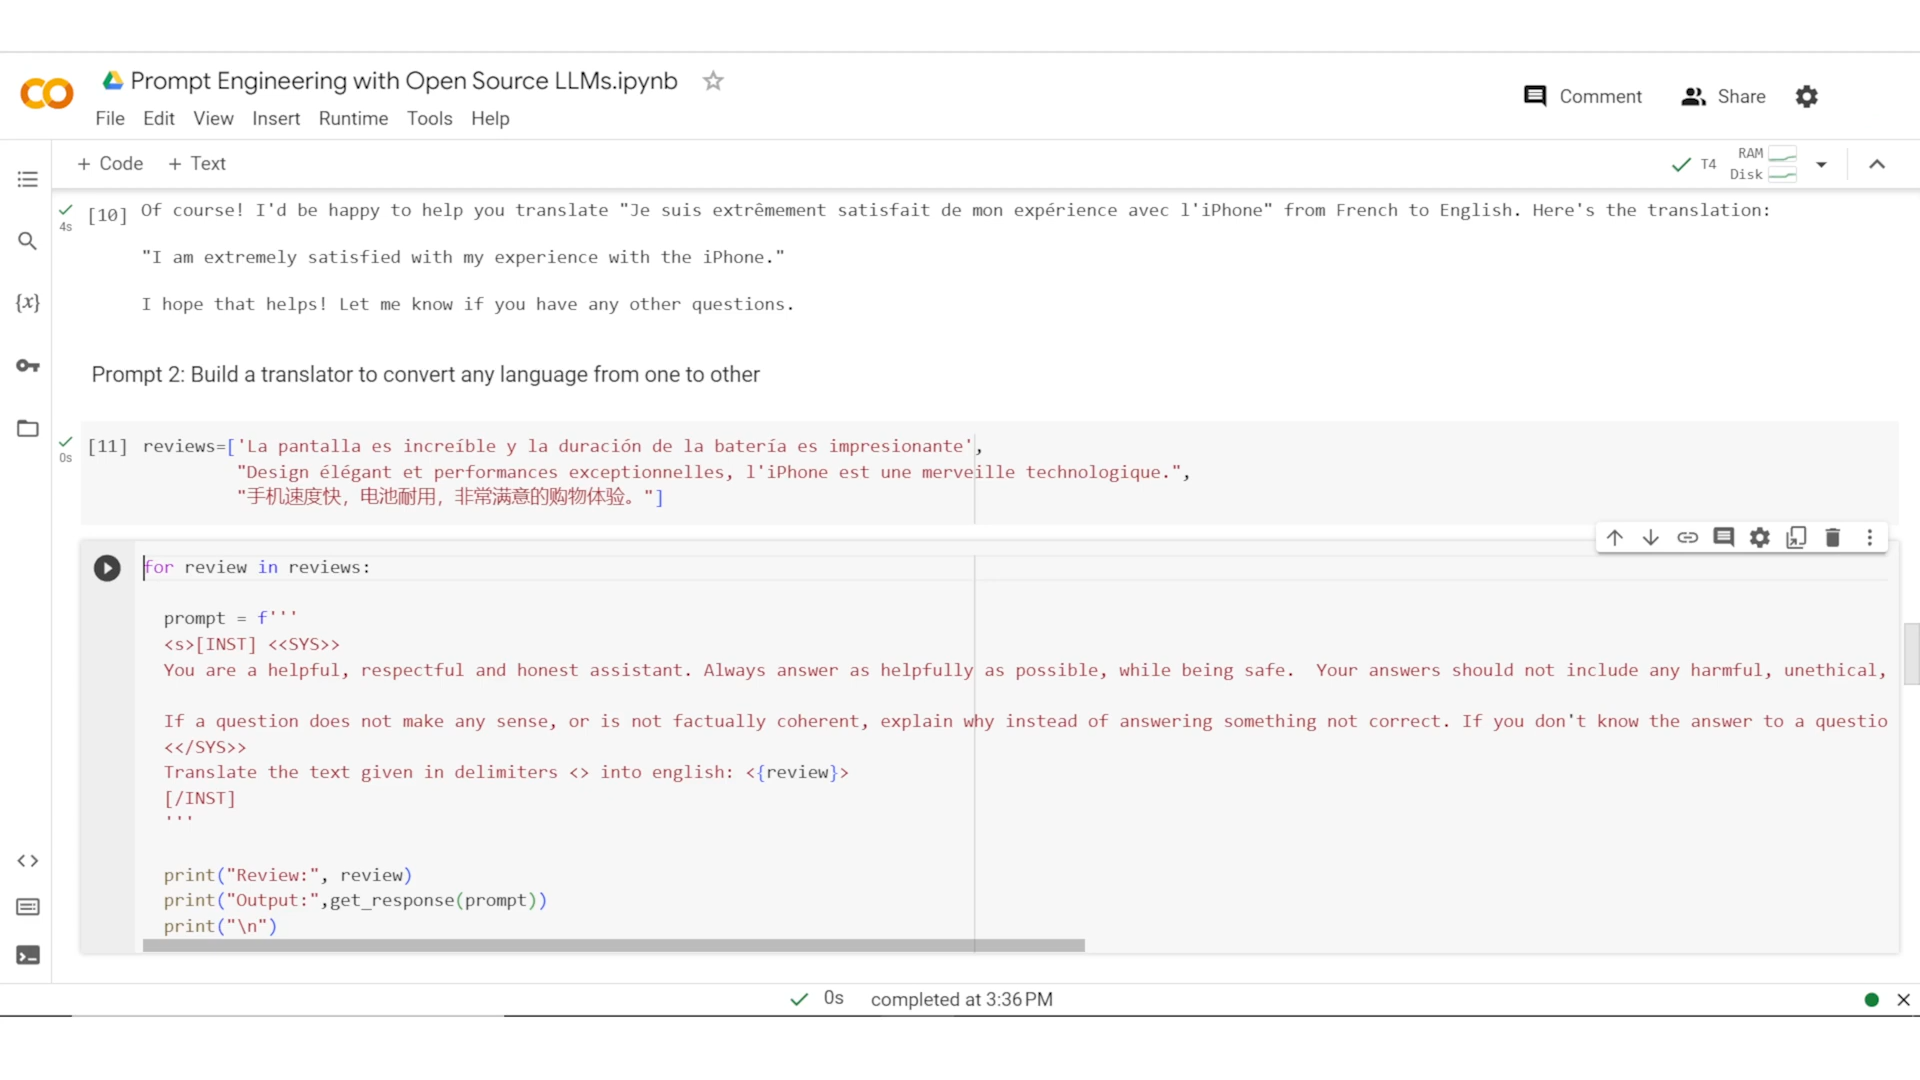 Prompt Engineering with Open Source LLMs.ipynb
Comment
Share
File Edit View Insert Runtime Tools Help
+ Code + Text
T4
RAM
Disk
4s
[10] Of course! I'd be happy to help you translate "Je suis extrêmement satisfait de mon expérience avec l'iPhone" from French to English. Here's the translation:
"I am extremely satisfied with my experience with the iPhone."
I hope that helps! Let me know if you have any other questions.
{x}
Prompt 2: Build a translator to convert any language from one to other
0s
[11] reviews=['La pantalla es increíble y la duración de la batería es impresionante',
"Design élégant et performances exceptionnelles, l'iPhone est une merveille technologique.",
"手机速度快，电池耐用，非常满意的购物体验。"]
for review in reviews:
prompt = f'''
<s>[INST] <<SYS>>
You are a helpful, respectful and honest assistant. Always answer as helpfully as possible, while being safe.  Your answers should not include any harmful, unethical,
If a question does not make any sense, or is not factually coherent, explain why instead of answering something not correct. If you don't know the answer to a questio
<</SYS>>
Translate the text given in delimiters <> into english: <{review}>
[/INST]
'''
print("Review:", review)
print("Output:",get_response(prompt))
print("\n")
0s completed at 3:36 PM